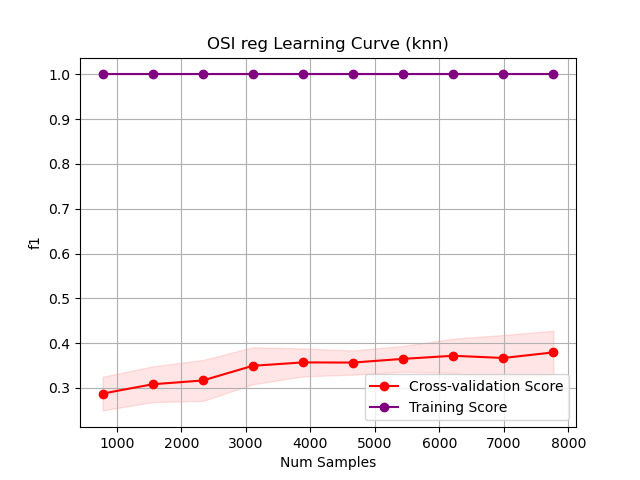 OSI reg Learning Curve (knn)
1.0
0.9
0.8
0.7
0.6
0.5
0.4
0.3
f1
Cross-validation Score
Training Score
1000 2000 3000 4000 5000 6000 7000 8000
Num Samples